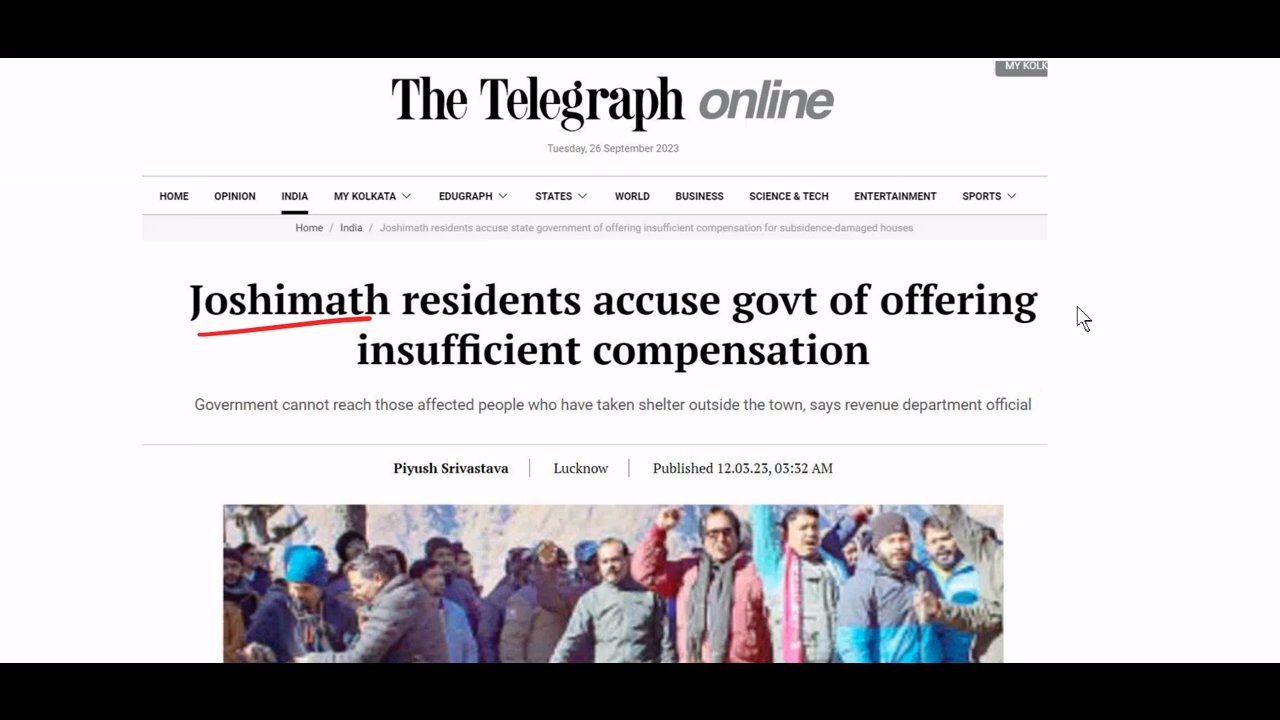 MY KOLK
The Telegraph online
Tuesday, 26 September 2023
HOME OPINION INDIA MY KOLKATA EDUGRAPH STATES WORLD BUSINESS SCIENCE & TECH ENTERTAINMENT SPORTS
Home / India / Joshimath residents accuse state government of offering insufficient compensation for subsidence-damaged houses
Joshimath residents accuse govt of offering
insufficient compensation
Government cannot reach those affected people who have taken shelter outside the town, says revenue department official
Piyush Srivastava | Lucknow | Published 12.03.23, 03:32 AM